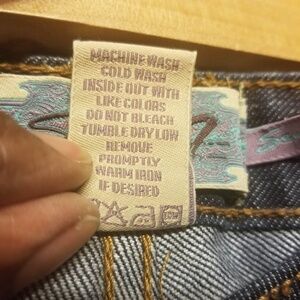 MACHINE WASH
COLD WASH
INSIDE OUT WITH
LIKE COLORS
DO NOT BLEACH
TUMBLE DRY LOW
REMOVE
PROMPTLY
WARM IRON
IF DESIRED